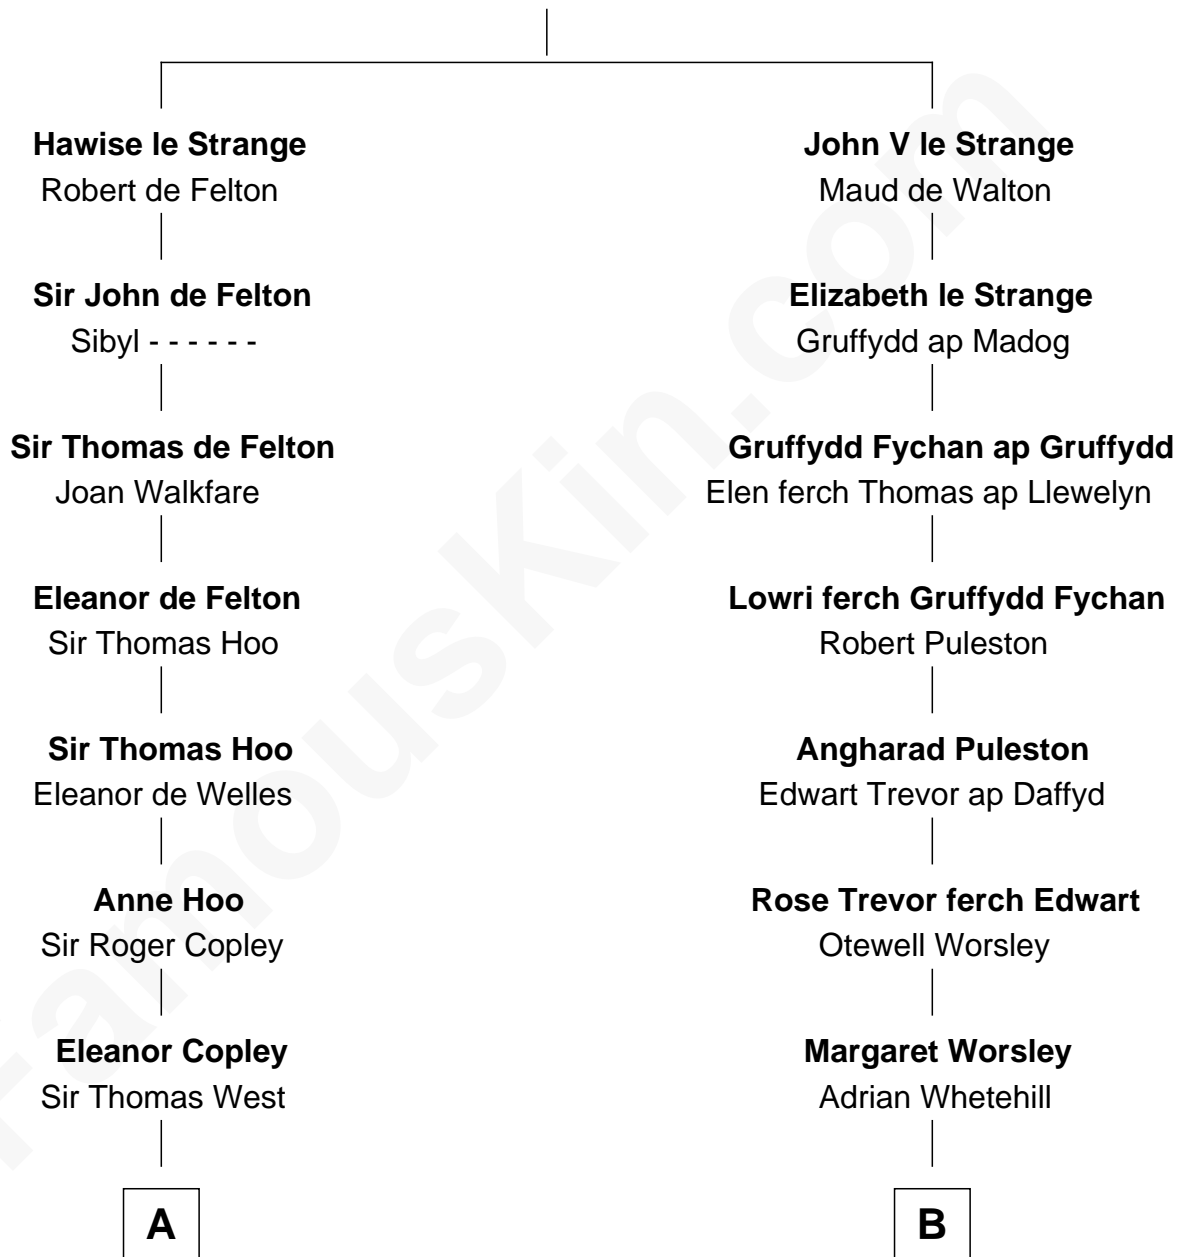 Hawise le Strange
Robert de Felton
Sir John de Felton
Sibyl - - - - - -
Sir Thomas de Felton
Joan Walkfare
Eleanor de Felton
Sir Thomas Hoo
Sir Thomas Hoo
Eleanor de Welles
Anne Hoo
Sir Roger Copley
Eleanor Copley
Sir Thomas West
A
John V le Strange
Maud de Walton
Elizabeth le Strange
Gruffydd ap Madog
Gruffydd Fychan ap Gruffydd
Elen ferch Thomas ap Llewelyn
Lowri ferch Gruffydd Fychan
Robert Puleston
Angharad Puleston
Edwart Trevor ap Daffyd
Rose Trevor ferch Edwart
Otewell Worsley
Margaret Worsley
Adrian Whetehill
B
FamousKin.com